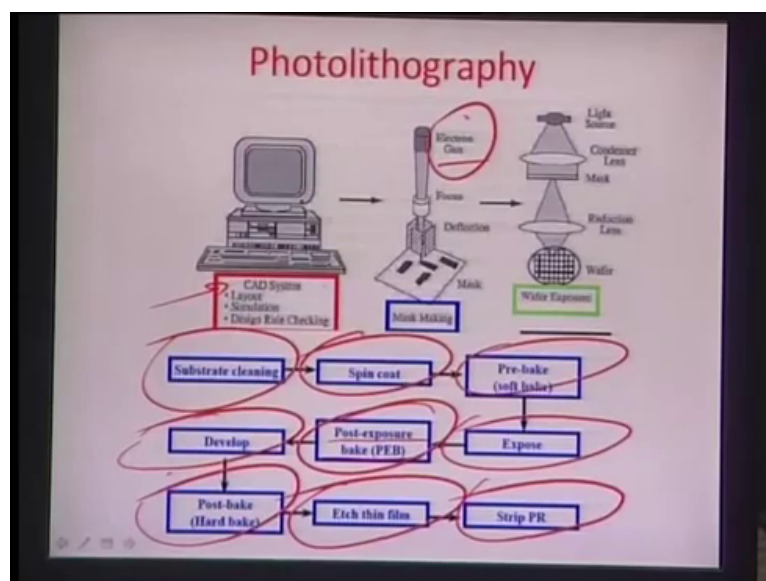 Photolithography
Light
Source
Electron
Gun
Condenser
Lens
Mask
Focus
Reduction
Lens
Deflection
Wafer
Mask
CAD System
• Layout
• Simulation
• Design Rule Checking
Mask Making
Wafer Exposure
Substrate cleaning
Spin coat
Pre-bake
(soft bake)
Develop
Post-exposure
bake (PEB)
Expose
Post-bake
(Hard bake)
Etch thin film
Strip PR